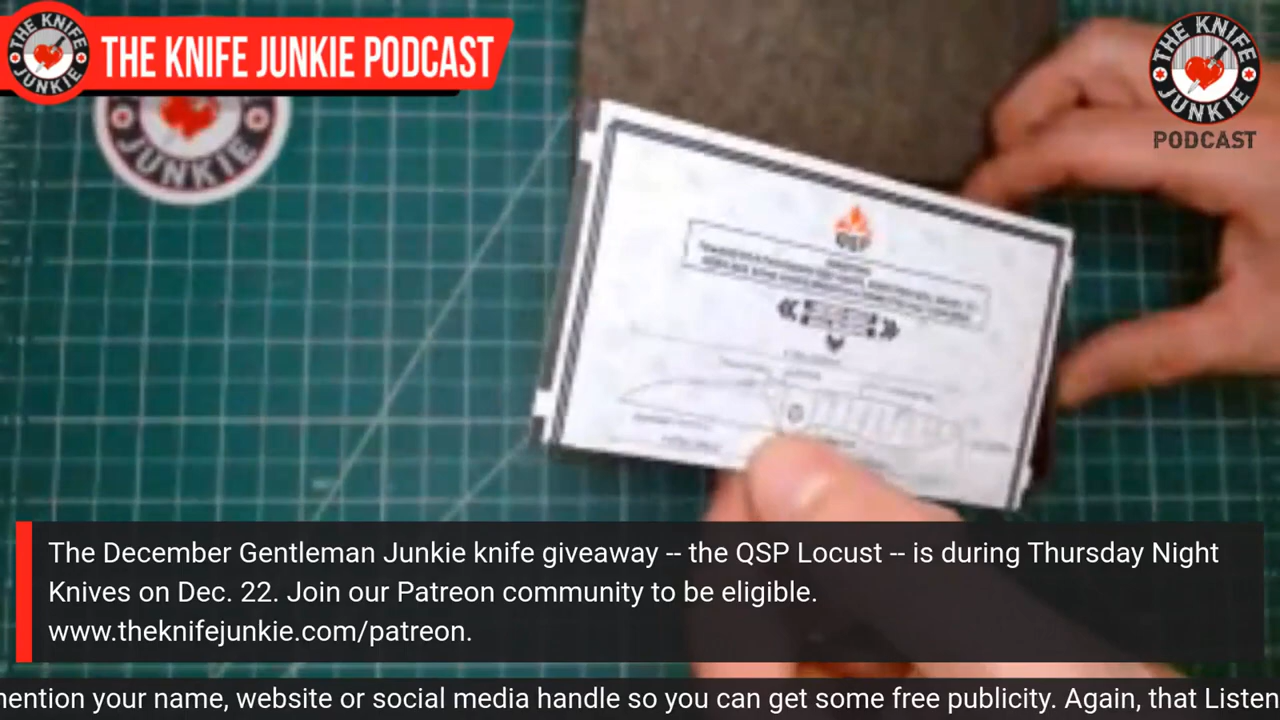 THE KNIFE JUNKIE
THE KNIFE JUNKIE PODCAST
THE KNIFE JUNKIE
PODCAST
JUNKIE
QSP
The December Gentleman Junkie knife giveaway -- the QSP Locust -- is during Thursday Night
Knives on Dec. 22. Join our Patreon community to be eligible.
www.theknifejunkie.com/patreon.
mention your name, website or social media handle so you can get some free publicity. Again, that Listen